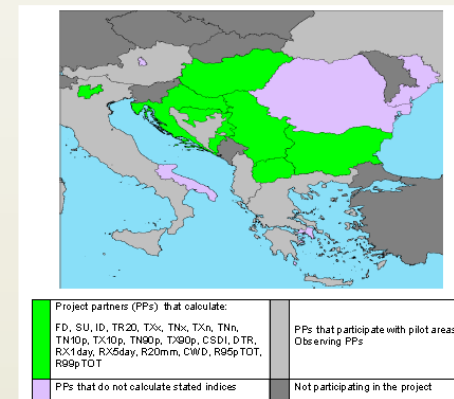 Project partners (PPs) that calculate:
FD, SU, ID, TR20, TXx, TNx, TXn, TNn,
TN10p, TX10p, TN90p, TX90p, CSDI, DTR,
RX1day, RX5day, R20mm, CWD, R95pTOT,
R99pTOT
PPs that participate with pilot areas
Observing PPs
PPs that do not calculate stated indices
Not participating in the project